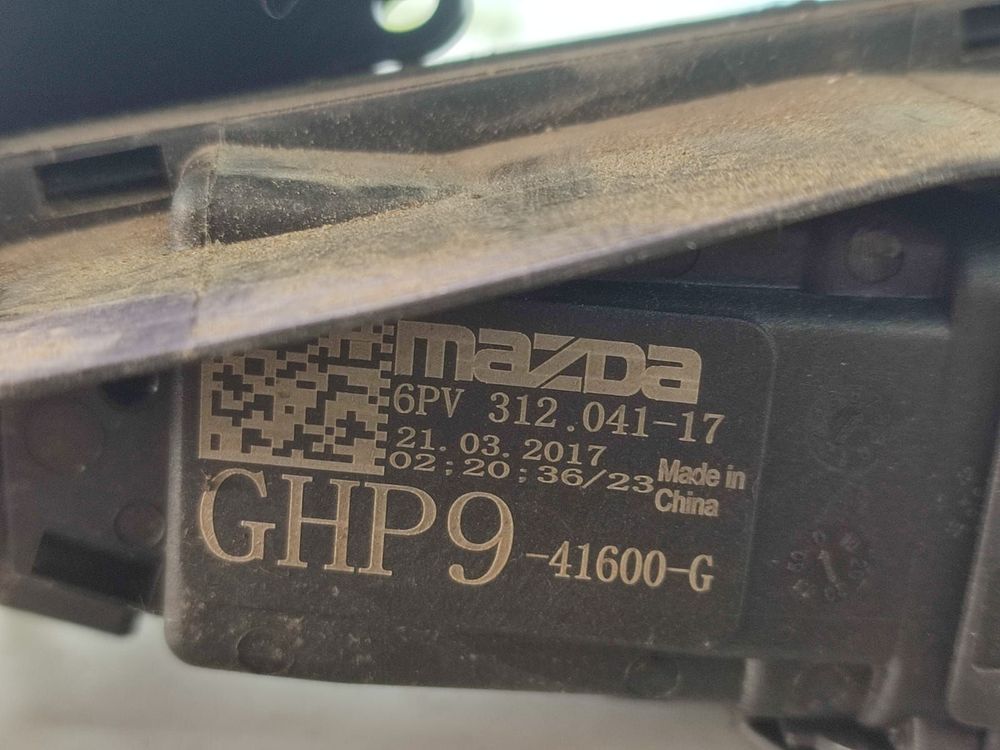 mazda
6PV 312.041-17
21.03.2017
02;20;36/23
Made in
China
GHP9-41600-G